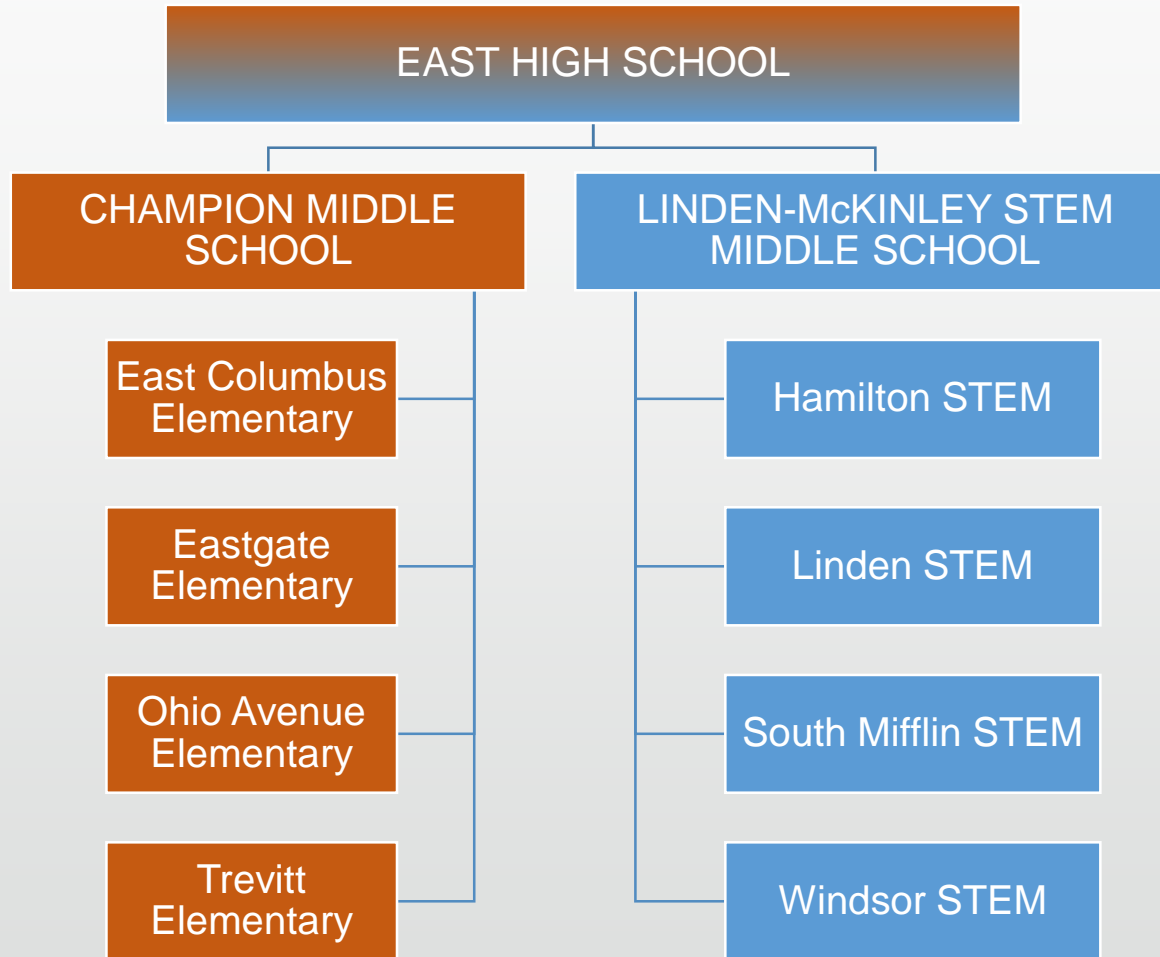 EAST HIGH SCHOOL
CHAMPION MIDDLE
SCHOOL
East Columbus
Elementary
Eastgate
Elementary
Ohio Avenue
Elementary
Trevitt
Elementary
LINDEN-McKINLEY STEM
MIDDLE SCHOOL
Hamilton STEM
Linden STEM
South Mifflin STEM
Windsor STEM